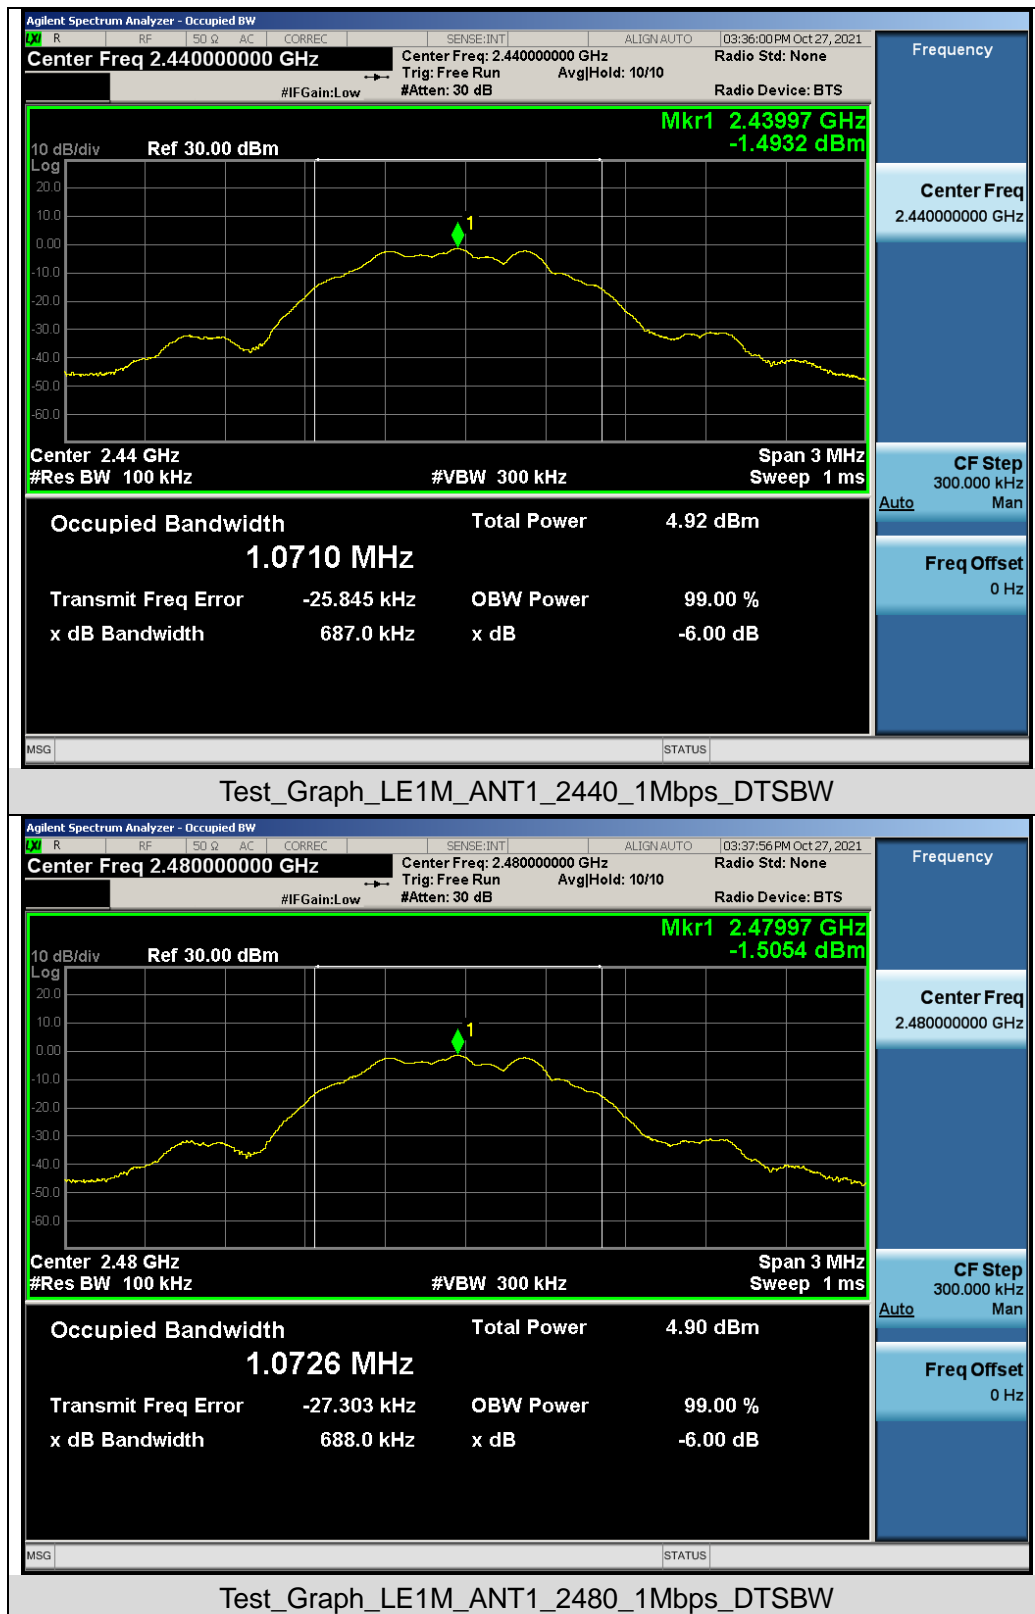 Agilent Spectrum Analyzer - Occupied BW
LXI R RF 50 Ω AC CORREC SENSE:INT ALIGN AUTO 03:36:00 PM Oct 27, 2021
Center Freq 2.440000000 GHz Center Freq: 2.440000000 GHz Radio Std: None Frequency
Trig: Free Run Avg|Hold: 10/10
#IFGain:Low #Atten: 30 dB Radio Device: BTS
Mkr1 2.43997 GHz
10 dB/div Ref 30.00 dBm -1.4932 dBm
Log
20.0
10.0
0.00
-10.0
-20.0
-30.0
-40.0
-50.0
-60.0
1
Center Freq
2.440000000 GHz
Center 2.44 GHz Span 3 MHz
#Res BW 100 kHz #VBW 300 kHz Sweep 1 ms
CF Step
300.000 kHz
Auto Man
Occupied Bandwidth Total Power 4.92 dBm
1.0710 MHz
Freq Offset
0 Hz
Transmit Freq Error -25.845 kHz OBW Power 99.00 %
x dB Bandwidth 687.0 kHz x dB -6.00 dB
MSG STATUS
Test_Graph_LE1M_ANT1_2440_1Mbps_DTSBW
Agilent Spectrum Analyzer - Occupied BW
LXI R RF 50 Ω AC CORREC SENSE:INT ALIGN AUTO 03:37:56 PM Oct 27, 2021
Center Freq 2.480000000 GHz Center Freq: 2.480000000 GHz Radio Std: None Frequency
Trig: Free Run Avg|Hold: 10/10
#IFGain:Low #Atten: 30 dB Radio Device: BTS
Mkr1 2.47997 GHz
10 dB/div Ref 30.00 dBm -1.5054 dBm
Log
20.0
10.0
0.00
-10.0
-20.0
-30.0
-40.0
-50.0
-60.0
1
Center Freq
2.480000000 GHz
Center 2.48 GHz Span 3 MHz
#Res BW 100 kHz #VBW 300 kHz Sweep 1 ms
CF Step
300.000 kHz
Auto Man
Occupied Bandwidth Total Power 4.90 dBm
1.0726 MHz
Freq Offset
0 Hz
Transmit Freq Error -27.303 kHz OBW Power 99.00 %
x dB Bandwidth 688.0 kHz x dB -6.00 dB
MSG STATUS
Test_Graph_LE1M_ANT1_2480_1Mbps_DTSBW